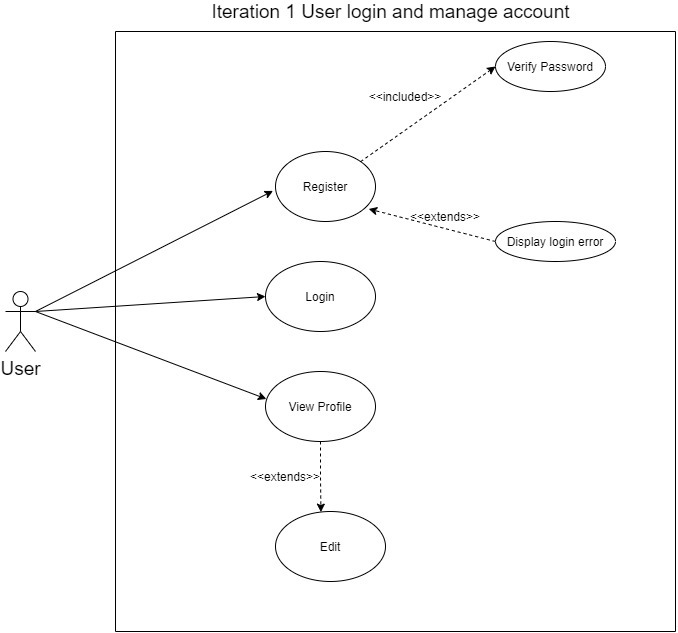 Iteration 1 User login and manage account
Verify Password
<<included>>
Register
<<extends>>
Display login error
Login
User
View Profile
<<extends>>
Edit